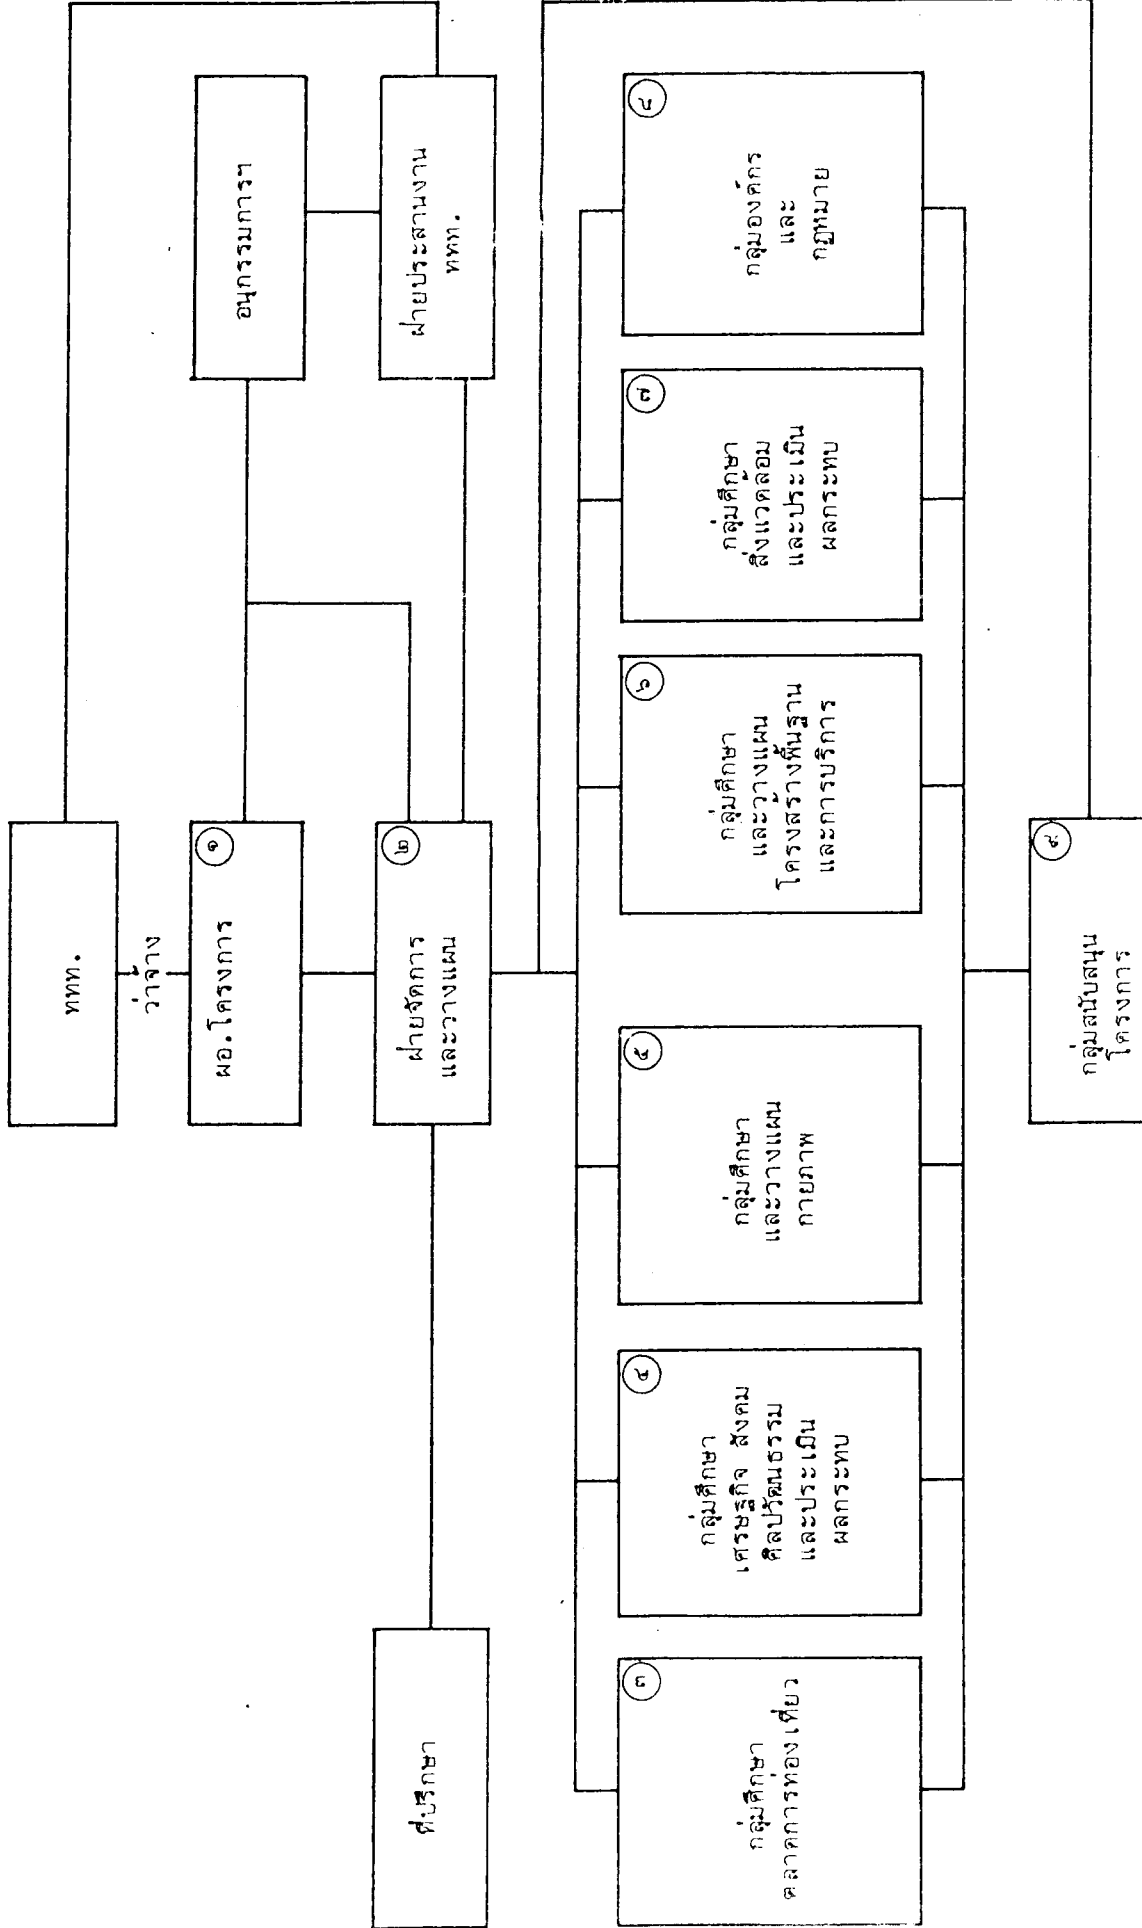 ททท.
ว่าจ้าง
ผอ.โครงการ
๑
อนุกรรมการฯ
ที่ปรึกษา
ฝ่ายจัดการ
และวางแผน
๒
ฝ่ายประสานงาน
ททท.
กลุ่มศึกษา
ตลาดการท่องเที่ยว
๓
กลุ่มศึกษา
เศรษฐกิจ สังคม
ศิลปวัฒนธรรม
และประเมิน
ผลกระทบ
๔
กลุ่มศึกษา
และวางแผน
กายภาพ
๕
กลุ่มศึกษา
และวางแผน
โครงสร้างพื้นฐาน
และการบริการ
๖
กลุ่มศึกษา
สิ่งแวดล้อม
และประเมิน
ผลกระทบ
๗
กลุ่มองค์กร
และ
กฎหมาย
๘
กลุ่มสนับสนุน
โครงการ
๙